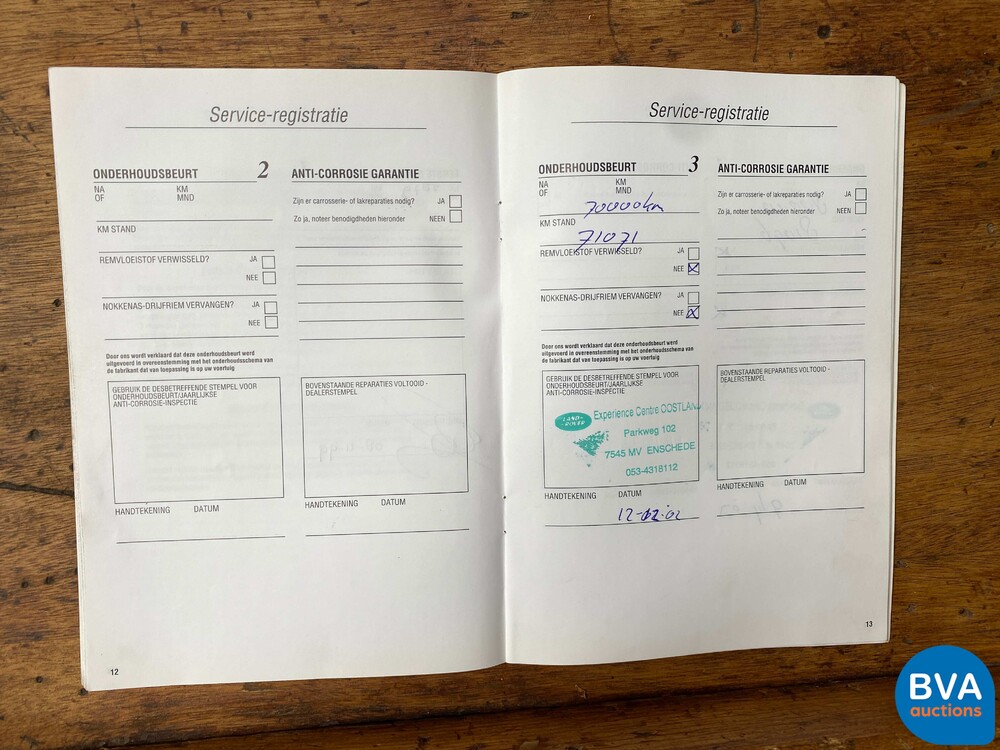 Service-registratie
ONDERHOUDSBEURT 2
NA KM
OF MND
KM STAND
REMVLOEISTOF VERWISSELD? JA
NEE
NOKKENAS-DRIJFRIEM VERVANGEN? JA
NEE
Door ons wordt verklaard dat deze onderhoudsbeurt werd
uitgevoerd in overeenstemming met het onderhoudsschema van
de fabrikant dat van toepassing is op uw voertuig
GEBRUIK DE DESBETREFFENDE STEMPEL VOOR
ONDERHOUDSBEURT/JAARLIJKSE
ANTI-CORROSIE-INSPECTIE
HANDTEKENING DATUM
ANTI-CORROSIE GARANTIE
Zijn er carrosserie- of lakreparaties nodig? JA
Zo ja, noteer benodigdheden hieronder NEEN
BOVENSTAANDE REPARATIES VOLTOOID -
DEALERSTEMPEL
HANDTEKENING DATUM
12
Service-registratie
ONDERHOUDSBEURT 3
NA KM
OF MND
70000km
KM STAND
71071
REMVLOEISTOF VERWISSELD? JA
NEE
NOKKENAS-DRIJFRIEM VERVANGEN? JA
NEE
Door ons wordt verklaard dat deze onderhoudsbeurt werd
uitgevoerd in overeenstemming met het onderhoudsschema van
de fabrikant dat van toepassing is op uw voertuig
GEBRUIK DE DESBETREFFENDE STEMPEL VOOR
ONDERHOUDSBEURT/JAARLIJKSE
ANTI-CORROSIE-INSPECTIE
LAND-
-ROVER
Experience Centre OOSTLAND
Parkweg 102
7545 MV ENSCHEDE
053-4318112
HANDTEKENING DATUM
12-02-02
ANTI-CORROSIE GARANTIE
Zijn er carrosserie- of lakreparaties nodig? JA
Zo ja, noteer benodigdheden hieronder NEEN
BOVENSTAANDE REPARATIES VOLTOOID -
DEALERSTEMPEL
HANDTEKENING DATUM
13
BVA
auctions